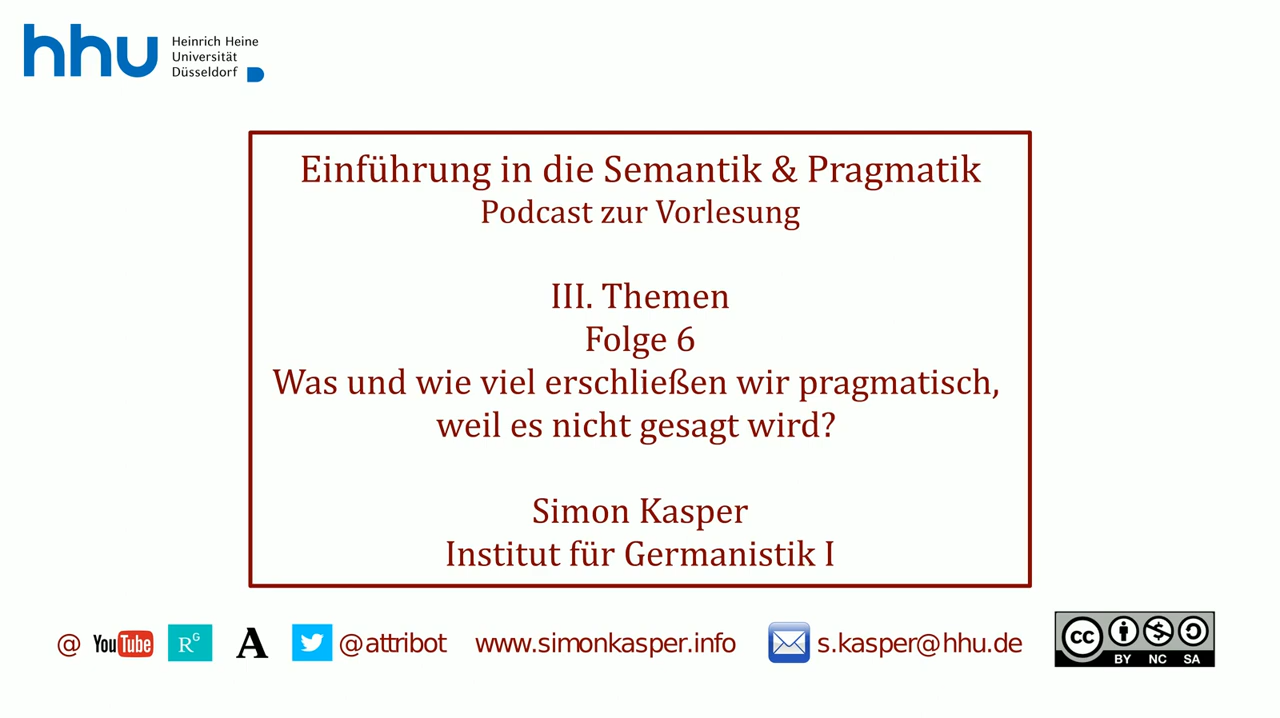 hhu
Heinrich Heine
Universität
Düsseldorf
Einführung in die Semantik & Pragmatik
Podcast zur Vorlesung
III. Themen
Folge 6
Was und wie viel erschließen wir pragmatisch,
weil es nicht gesagt wird?
Simon Kasper
Institut für Germanistik I
@ YouTube RG A @attribot www.simonkasper.info s.kasper@hhu.de
cc BY NC SA